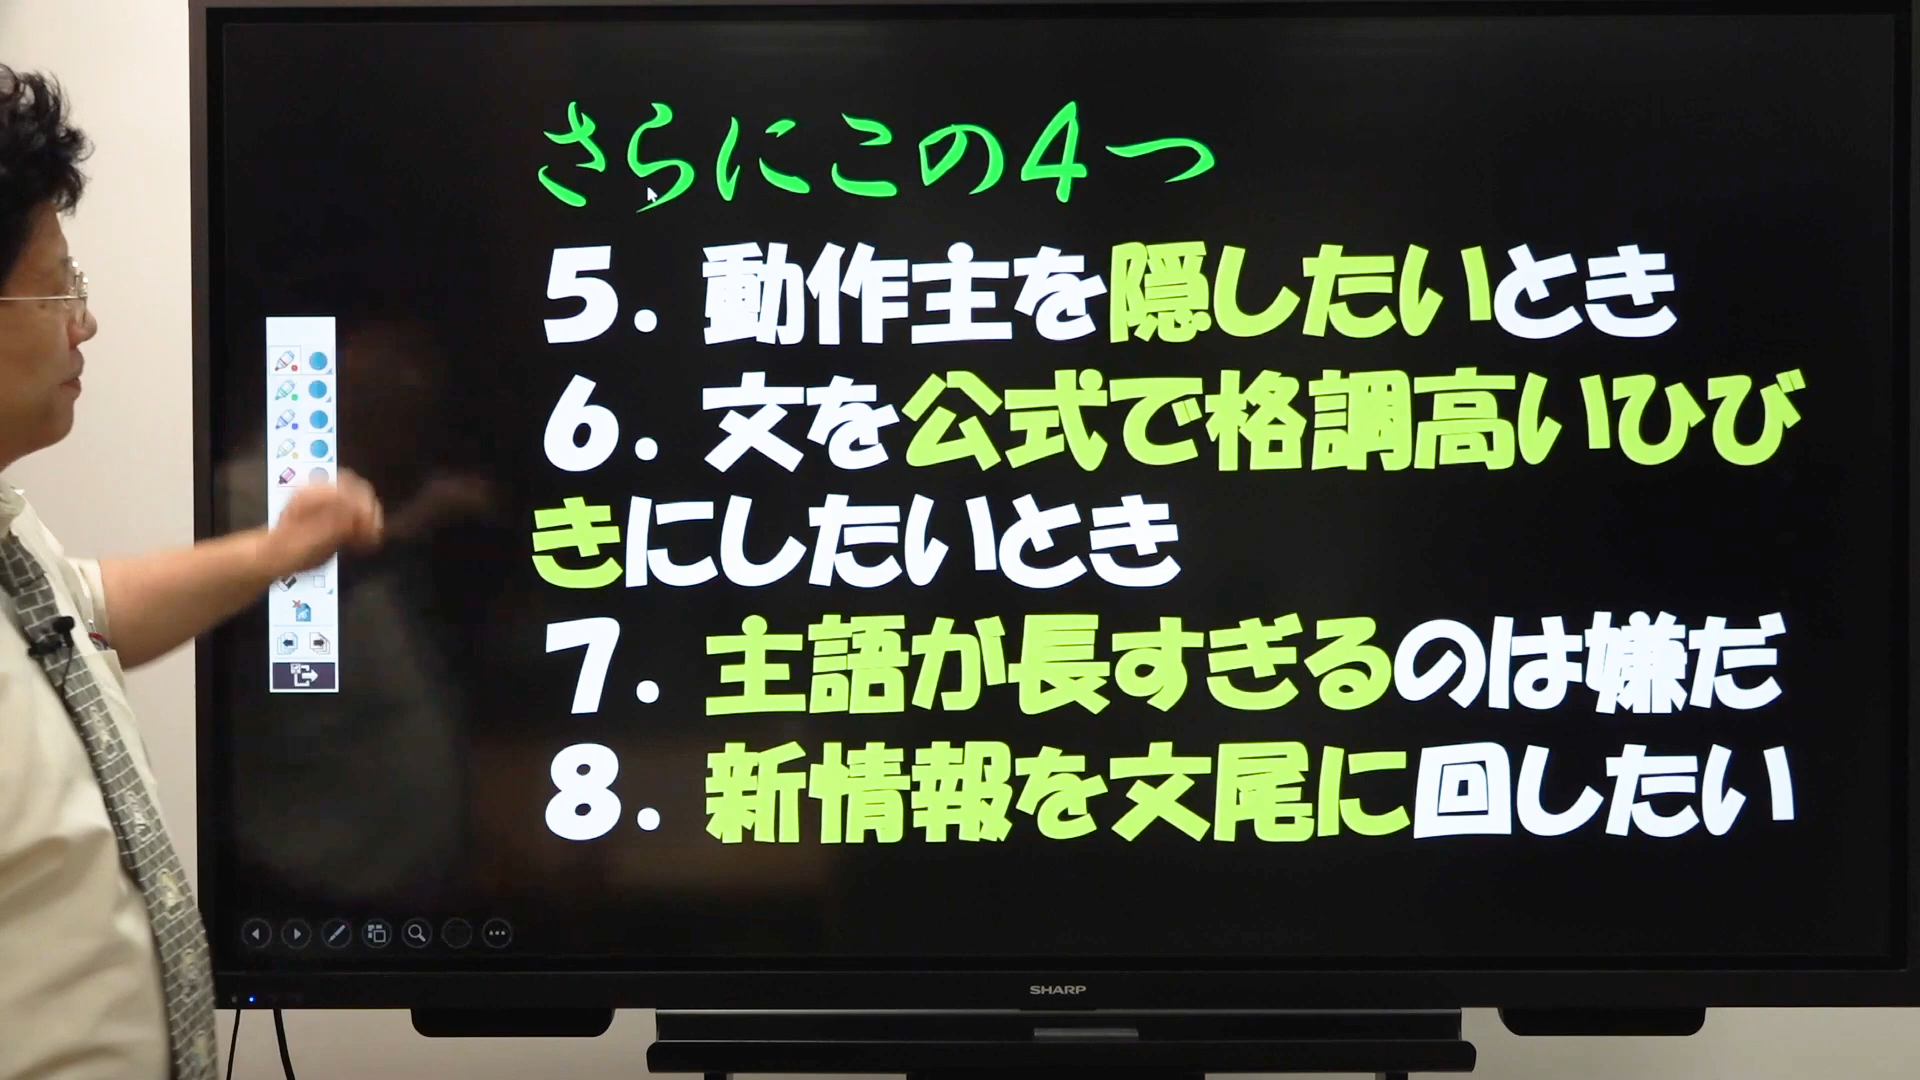 さらにこの4つ
5．動作主を隠したいとき
6．文を公式で格調高いひび
きにしたいとき
7．主語が長すぎるのは嫌だ
8．新情報を文尾に回したい
SHARP